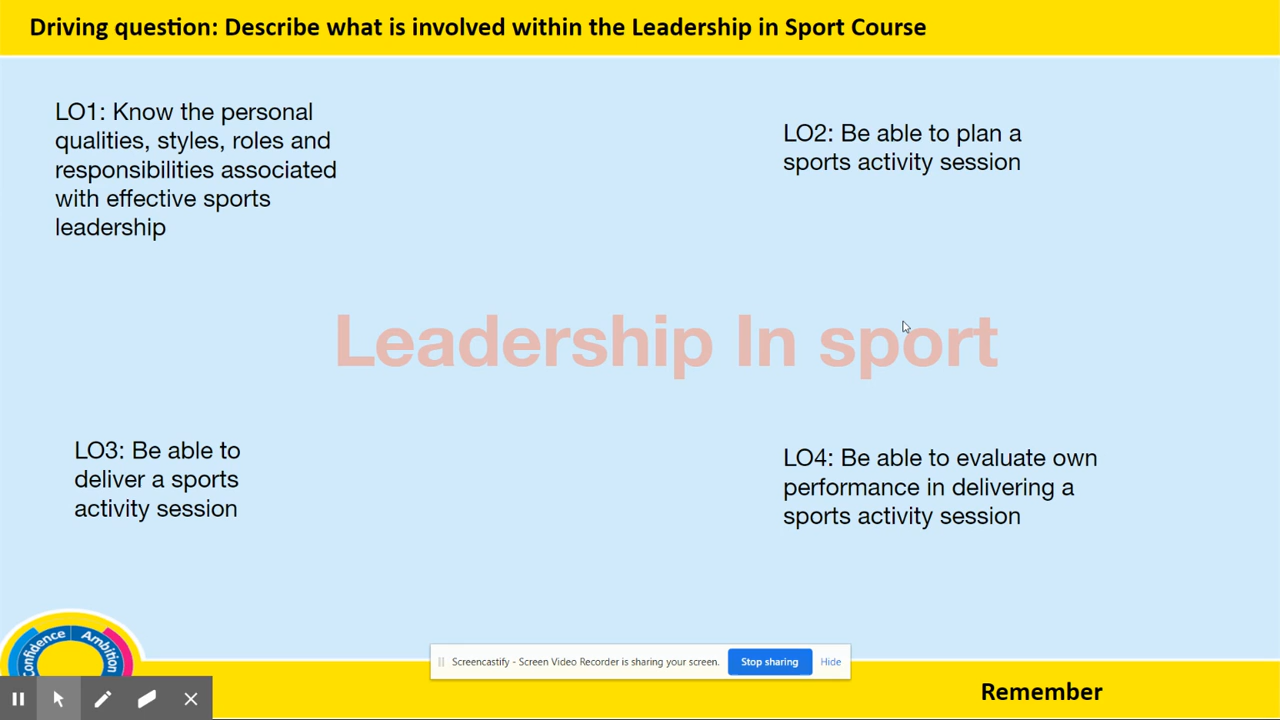 Driving question: Describe what is involved within the Leadership in Sport Course
LO1: Know the personal
qualities, styles, roles and
responsibilities associated
with effective sports
leadership
LO2: Be able to plan a
sports activity session
Leadership In sport
LO3: Be able to
deliver a sports
activity session
LO4: Be able to evaluate own
performance in delivering a
sports activity session
Confidence Ambition
Screencastify - Screen Video Recorder is sharing your screen. Stop sharing Hide
Remember